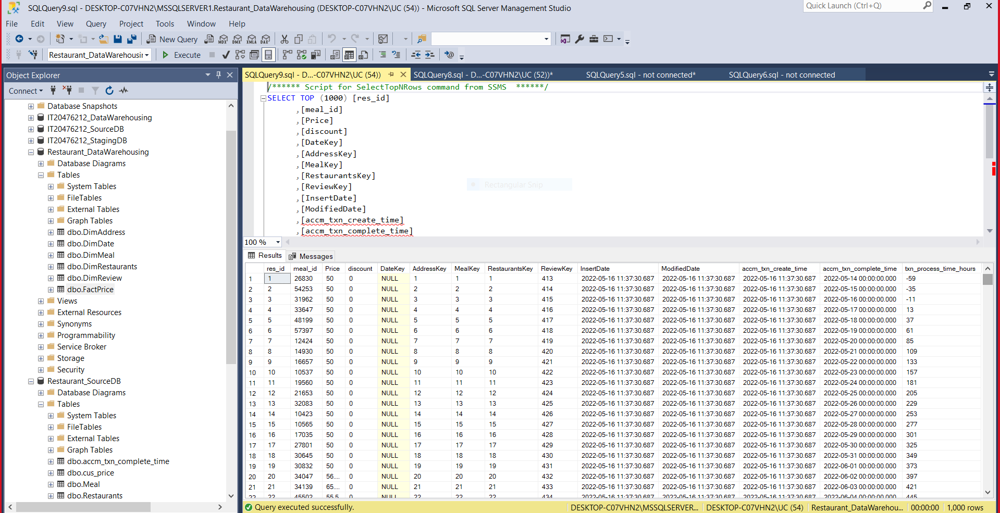 SQLQuery9.sql - DESKTOP-C07VHN2\MSSQLSERVER1.Restaurant_DataWarehousing (DESKTOP-C07VHN2\UC (54)) - Microsoft SQL Server Management Studio
Quick Launch (Ctrl+Q)
File Edit View Query Project Tools Window Help
New Query MDX DMX XMLA DAX
Restaurant_DataWarehousir Execute
Object Explorer
Connect
Database Snapshots
IT20476212_DataWarehousing
IT20476212_SourceDB
IT20476212_StagingDB
Restaurant_DataWarehousing
Database Diagrams
Tables
System Tables
FileTables
External Tables
Graph Tables
dbo.DimAddress
dbo.DimDate
dbo.DimMeal
dbo.DimRestaurants
dbo.DimReview
dbo.FactPrice
Views
External Resources
Synonyms
Programmability
Service Broker
Storage
Security
Restaurant_SourceDB
Database Diagrams
Tables
System Tables
FileTables
External Tables
Graph Tables
dbo.accm_txn_complete_time
dbo.cus_price
dbo.Meal
dbo.Restaurants
SQLQuery9.sql - D...-C07VHN2\UC (54)) SQLQuery8.sql - D...-C07VHN2\UC (52))* SQLQuery5.sql - not connected* SQLQuery6.sql - not connected
/****** Script for SelectTopNRows command from SSMS ******/
SELECT TOP (1000) [res_id]
,[meal_id]
,[Price]
,[discount]
,[DateKey]
,[AddressKey]
,[MealKey]
,[RestaurantsKey]
,[ReviewKey]
,[InsertDate]
,[ModifiedDate]
,[accm_txn_create_time]
,[accm_txn_complete_time]
Rectangular Snip
100 %
Results Messages
res_id meal_id Price discount DateKey AddressKey MealKey RestaurantsKey ReviewKey InsertDate ModifiedDate accm_txn_create_time accm_txn_complete_time txn_process_time_hours
1 1 26830 50 0 NULL 1 1 1 413 2022-05-16 11:37:30.687 2022-05-16 11:37:30.687 2022-05-16 11:37:30.687 2022-05-14 00:00:00.000 -59
2 2 54253 50 0 NULL 2 2 2 414 2022-05-16 11:37:30.687 2022-05-16 11:37:30.687 2022-05-16 11:37:30.687 2022-05-15 00:00:00.000 -35
3 3 31962 50 0 NULL 3 3 3 415 2022-05-16 11:37:30.687 2022-05-16 11:37:30.687 2022-05-16 11:37:30.687 2022-05-16 00:00:00.000 -11
4 4 33647 50 0 NULL 4 4 4 416 2022-05-16 11:37:30.687 2022-05-16 11:37:30.687 2022-05-16 11:37:30.687 2022-05-17 00:00:00.000 13
5 5 48199 50 0 NULL 5 5 5 417 2022-05-16 11:37:30.687 2022-05-16 11:37:30.687 2022-05-16 11:37:30.687 2022-05-18 00:00:00.000 37
6 6 57397 50 0 NULL 6 6 6 418 2022-05-16 11:37:30.687 2022-05-16 11:37:30.687 2022-05-16 11:37:30.687 2022-05-19 00:00:00.000 61
7 7 12424 50 0 NULL 7 7 7 419 2022-05-16 11:37:30.687 2022-05-16 11:37:30.687 2022-05-16 11:37:30.687 2022-05-20 00:00:00.000 85
8 8 14930 50 0 NULL 8 8 8 420 2022-05-16 11:37:30.687 2022-05-16 11:37:30.687 2022-05-16 11:37:30.687 2022-05-21 00:00:00.000 109
9 9 16657 50 0 NULL 9 9 9 421 2022-05-16 11:37:30.687 2022-05-16 11:37:30.687 2022-05-16 11:37:30.687 2022-05-22 00:00:00.000 133
10 10 10537 50 0 NULL 10 10 10 422 2022-05-16 11:37:30.687 2022-05-16 11:37:30.687 2022-05-16 11:37:30.687 2022-05-23 00:00:00.000 157
11 11 19560 50 0 NULL 11 11 11 423 2022-05-16 11:37:30.687 2022-05-16 11:37:30.687 2022-05-16 11:37:30.687 2022-05-24 00:00:00.000 181
12 12 21653 50 0 NULL 12 12 12 424 2022-05-16 11:37:30.687 2022-05-16 11:37:30.687 2022-05-16 11:37:30.687 2022-05-25 00:00:00.000 205
13 13 32083 50 0 NULL 13 13 13 425 2022-05-16 11:37:30.687 2022-05-16 11:37:30.687 2022-05-16 11:37:30.687 2022-05-26 00:00:00.000 229
14 14 10423 50 0 NULL 14 14 14 426 2022-05-16 11:37:30.687 2022-05-16 11:37:30.687 2022-05-16 11:37:30.687 2022-05-27 00:00:00.000 253
15 15 10565 50 0 NULL 15 15 15 427 2022-05-16 11:37:30.687 2022-05-16 11:37:30.687 2022-05-16 11:37:30.687 2022-05-28 00:00:00.000 277
16 16 17035 50 0 NULL 16 16 16 428 2022-05-16 11:37:30.687 2022-05-16 11:37:30.687 2022-05-16 11:37:30.687 2022-05-29 00:00:00.000 301
17 17 27801 50 0 NULL 17 17 17 429 2022-05-16 11:37:30.687 2022-05-16 11:37:30.687 2022-05-16 11:37:30.687 2022-05-30 00:00:00.000 325
18 18 30645 50 0 NULL 18 18 18 430 2022-05-16 11:37:30.687 2022-05-16 11:37:30.687 2022-05-16 11:37:30.687 2022-05-31 00:00:00.000 349
19 19 30832 50 0 NULL 19 19 19 431 2022-05-16 11:37:30.687 2022-05-16 11:37:30.687 2022-05-16 11:37:30.687 2022-06-01 00:00:00.000 373
20 20 34047 56.... 0 NULL 20 20 20 432 2022-05-16 11:37:30.687 2022-05-16 11:37:30.687 2022-05-16 11:37:30.687 2022-06-02 00:00:00.000 397
21 21 34139 65.... 0 NULL 21 21 21 433 2022-05-16 11:37:30.687 2022-05-16 11:37:30.687 2022-05-16 11:37:30.687 2022-06-03 00:00:00.000 421
22 22 45502 55.5 0 NULL 22 22 22 434 2022-05-16 11:37:30.687 2022-05-16 11:37:30.687 2022-05-16 11:37:30.687 2022-06-04 00:00:00.000 445
Query executed successfully. DESKTOP-C07VHN2\MSSQLSERVER... DESKTOP-C07VHN2\UC (54) Restaurant_DataWarehou... 00:00:00 1,000 rows